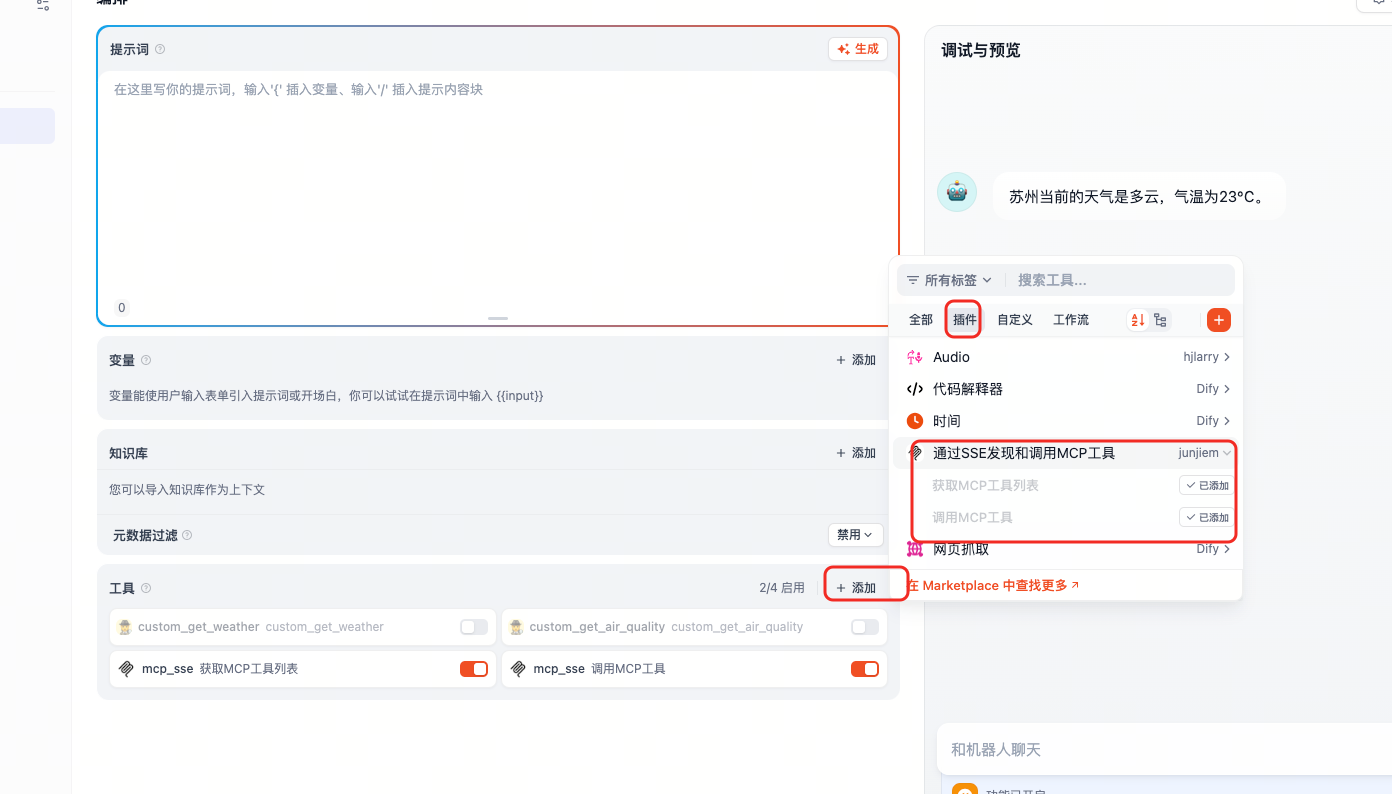 编排
提示词
生成
在这里写你的提示词，输入'{' 插入变量、输入'/' 插入提示内容块
0
变量
+ 添加
变量能使用户输入表单引入提示词或开场白，你可以试试在提示词中输入 {{input}}
知识库
+ 添加
您可以导入知识库作为上下文
元数据过滤
禁用
工具
2/4 启用
+ 添加
custom_get_weather custom_get_weather
custom_get_air_quality custom_get_air_quality
mcp_sse 获取MCP工具列表
mcp_sse 调用MCP工具
调试与预览
苏州当前的天气是多云，气温为23°C。
所有标签
搜索工具...
全部 插件 自定义 工作流
Audio hjlarry
代码解释器 Dify
时间 Dify
通过SSE发现和调用MCP工具 junjiem
获取MCP工具列表 已添加
调用MCP工具 已添加
网页抓取 Dify
在 Marketplace 中查找更多
和机器人聊天
功能已开启